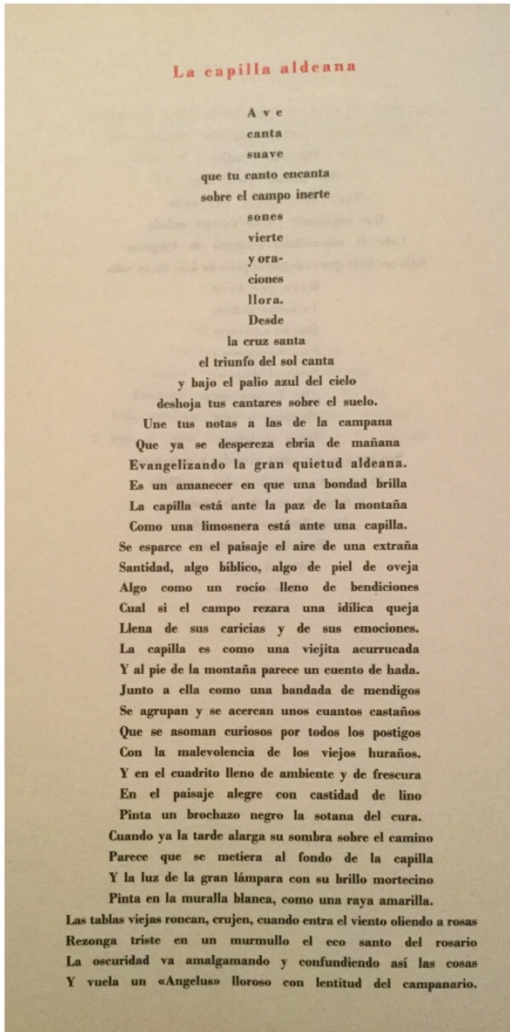 La capilla aldeana
Ave
canta
suave
que tu canto encanta
sobre el campo inerte
sones
vierte
y ora-
ciones
llora.
Desde
la cruz santa
el triunfo del sol canta
y bajo el palio azul del cielo
deshoja tus cantares sobre el suelo.
Une tus notas a las de la campana
Que ya se despereza ebria de mañana
Evangelizando la gran quietud aldeana.
Es un amanecer en que una bondad brilla
La capilla está ante la paz de la montaña
Como una limosnera está ante una capilla.
Se esparce en el paisaje el aire de una extraña
Santidad, algo bíblico, algo de piel de oveja
Algo como un rocío lleno de bendiciones
Cual si el campo rezara una idílica queja
Llena de sus caricias y de sus emociones.
La capilla es como una viejita acurrucada
Y al pie de la montaña parece un cuento de hada.
Junto a ella como una bandada de mendigos
Se agrupan y se acercan unos cuantos castaños
Que se asoman curiosos por todos los postigos
Con la malevolencia de los viejos huraños.
Y en el cuadrito lleno de ambiente y de frescura
En el paisaje alegre con castidad de lino
Pinta un brochazo negro la sotana del cura.
Cuando ya la tarde alarga su sombra sobre el camino
Parece que se metiera al fondo de la capilla
Y la luz de la gran lámpara con su brillo mortecino
Pinta en la muralla blanca, como una raya amarilla.
Las tablas viejas roncan, crujen, cuando entra el viento oliendo a rosas
Rezonga triste en un murmullo el eco santo del rosario
La oscuridad va amalgamando y confundiendo así las cosas
Y vuela un «Angelus» lloroso con lentitud del campanario.